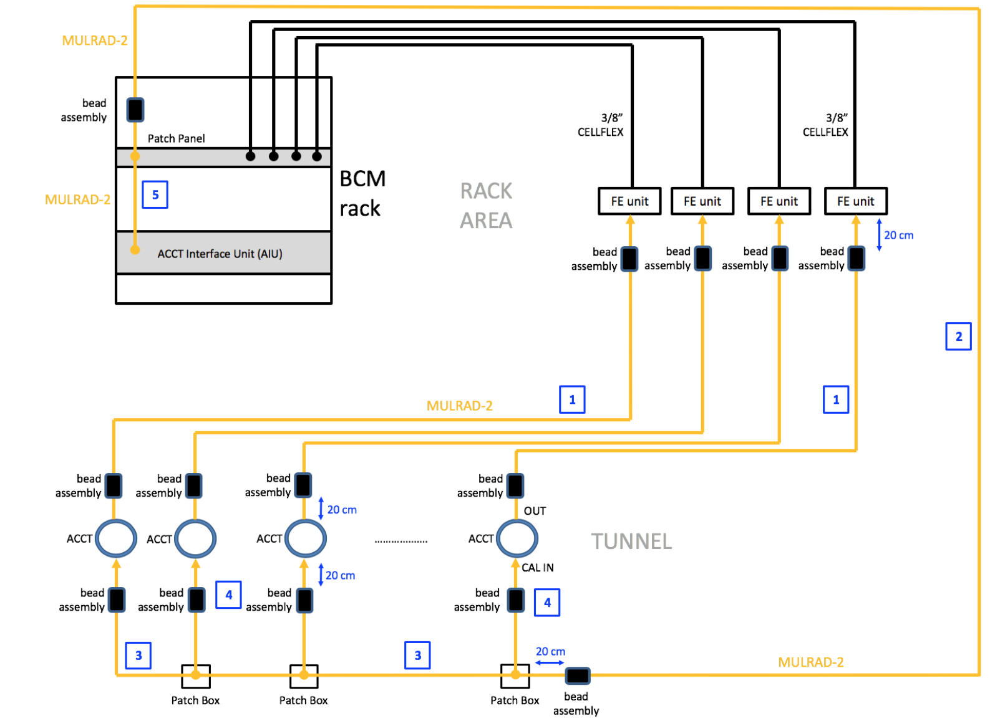 MULRAD-2
bead
assembly
Patch Panel
3/8”
CELLFLEX
3/8”
CELLFLEX
BCM
rack
MULRAD-2
5
RACK
AREA
FE unit
FE unit
FE unit
FE unit
20 cm
ACCT Interface Unit (AIU)
bead
assembly
bead
assembly
bead
assembly
bead
assembly
2
1
1
MULRAD-2
bead
assembly
bead
assembly
bead
assembly
bead
assembly
20 cm
OUT
ACCT
ACCT
ACCT
..................
ACCT
TUNNEL
CAL IN
20 cm
bead
assembly
bead
assembly
4
bead
assembly
bead
assembly
4
3
3
20 cm
MULRAD-2
Patch Box
Patch Box
Patch Box
bead
assembly